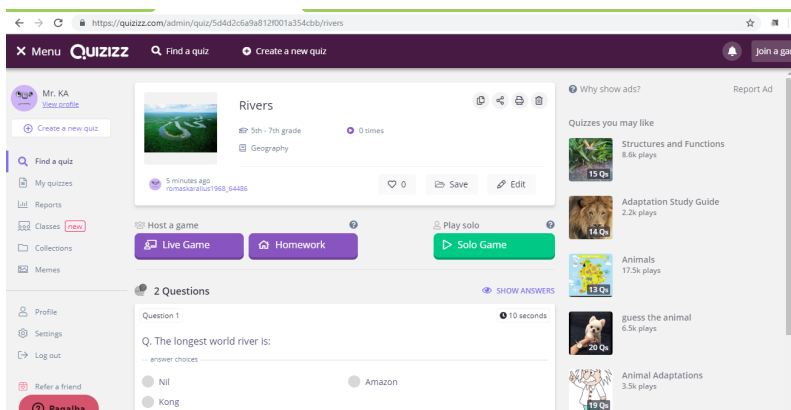 https://quizizz.com/admin/quiz/5d4d2c6a9a812f001a354cbb/rivers
Menu QUIZIZZ Find a quiz Create a new quiz Join a ga
Mr. KA
View profile
Create a new quiz
Find a quiz
My quizzes
Reports
Classes new
Collections
Memes
Profile
Settings
Log out
Refer a friend
Pagalba
Rivers
5th - 7th grade 0 times
Geography
5 minutes ago
romaskaralius1968_64486
0 Save Edit
Host a game Play solo
Live Game Homework Solo Game
2 Questions SHOW ANSWERS
Question 1 10 seconds
Q. The longest world river is:
answer choices
Nil Amazon
Kong
Why show ads? Report Ad
Quizzes you may like
Structures and Functions
8.6k plays
15 Qs
Adaptation Study Guide
2.2k plays
14 Qs
Animals
17.5k plays
13 Qs
guess the animal
6.5k plays
20 Qs
Animal Adaptations
3.5k plays
19 Qs